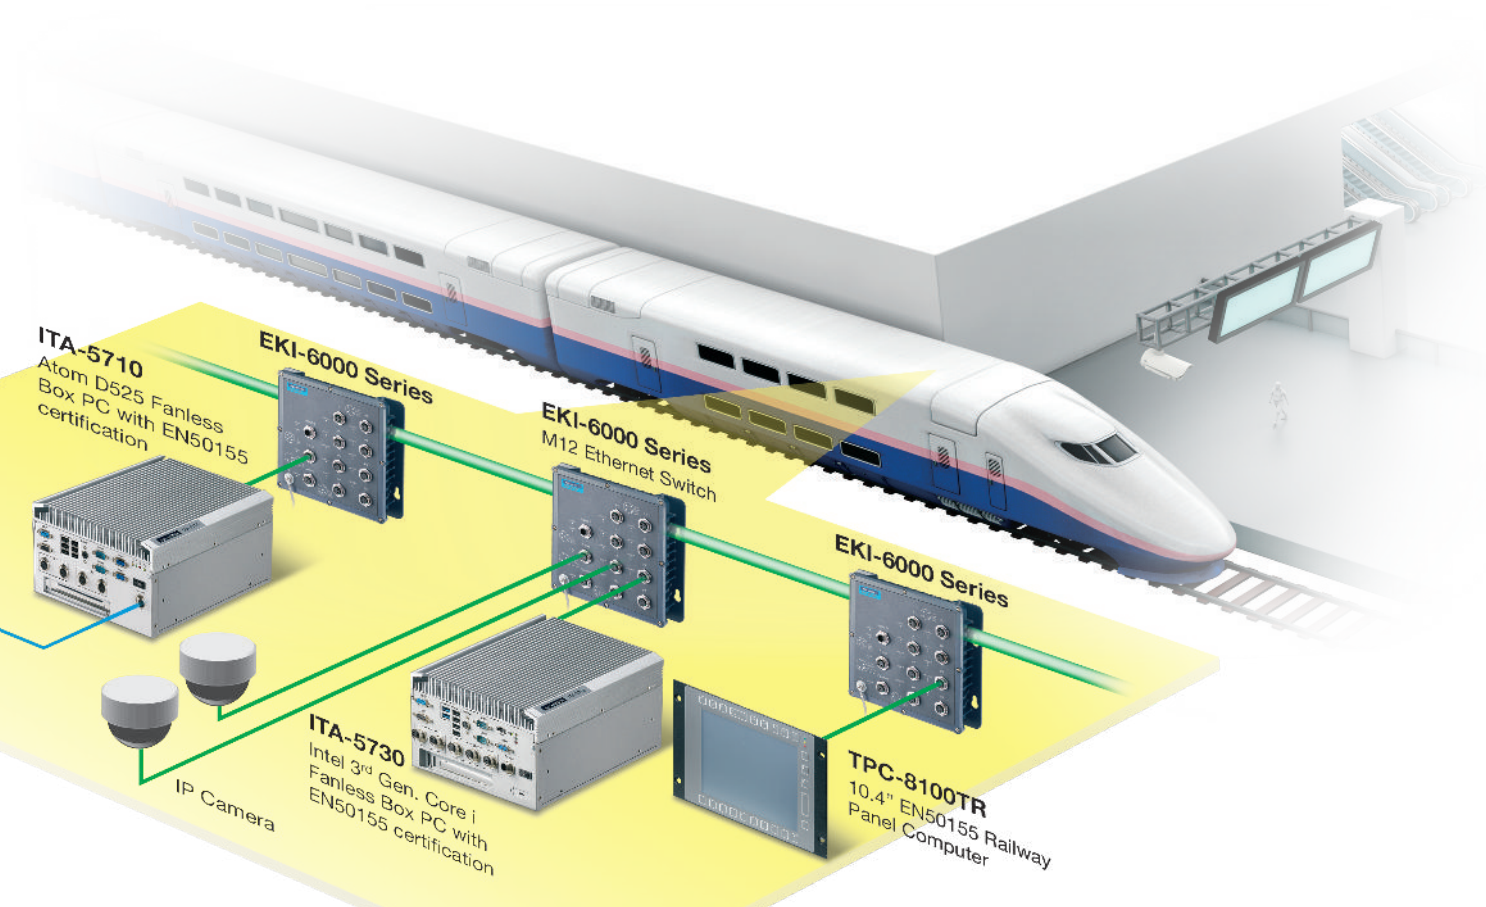 ITA-5710
Atom D525 Fanless
Box PC with EN50155
certification
EKI-6000 Series
EKI-6000 Series
M12 Ethernet Switch
EKI-6000 Series
ITA-5730
Intel 3rd Gen. Core i
Fanless Box PC with
EN50155 certification
IP Camera
TPC-8100TR
10.4" EN50155 Railway
Panel Computer